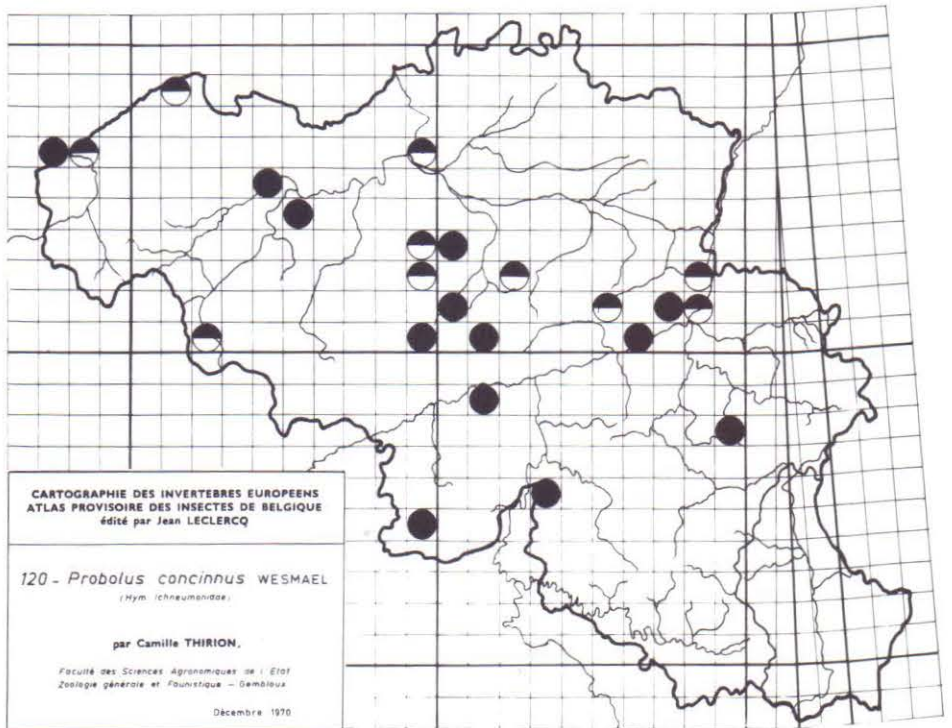 CARTOGRAPHIE DES INVERTEBRES EUROPEENS
ATLAS PROVISOIRE DES INSECTES DE BELGIQUE
édité par Jean LECLERCQ
120 - Probolus concinnus WESMAEL
(Hym. Ichneumonidae)
par Camille THIRION.
Faculté des Sciences Agronomiques de l Etat
Zoologie générale et Faunistique - Gembloux
Décembre 1970